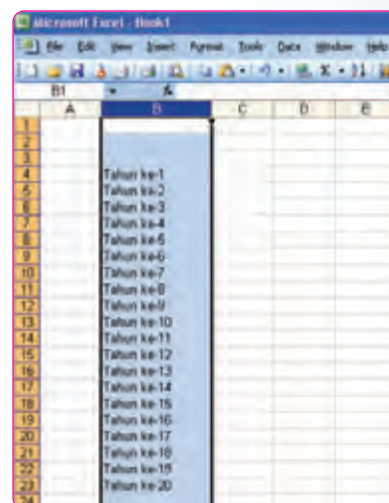 Microsoft Excel - Book1
File Edit View Insert Format Tools Data Window Help
B1 fx
A B C D E
1
2
3
4 Tahun ke-1
5 Tahun ke-2
6 Tahun ke-3
7 Tahun ke-4
8 Tahun ke-5
9 Tahun ke-6
10 Tahun ke-7
11 Tahun ke-8
12 Tahun ke-9
13 Tahun ke-10
14 Tahun ke-11
15 Tahun ke-12
16 Tahun ke-13
17 Tahun ke-14
18 Tahun ke-15
19 Tahun ke-16
20 Tahun ke-17
21 Tahun ke-18
22 Tahun ke-19
23 Tahun ke-20
24